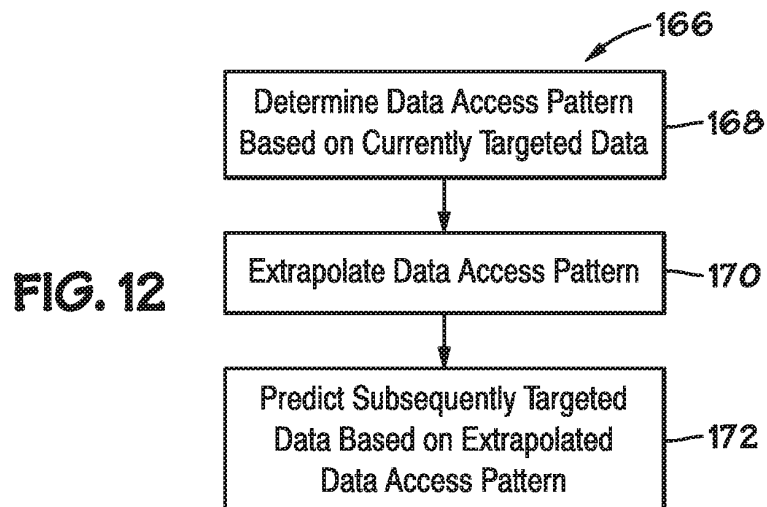 166
Determine Data Access Pattern
Based on Currently Targeted Data
168
Extrapolate Data Access Pattern
170
FIG. 12
Predict Subsequently Targeted
Data Based on Extrapolated
Data Access Pattern
172